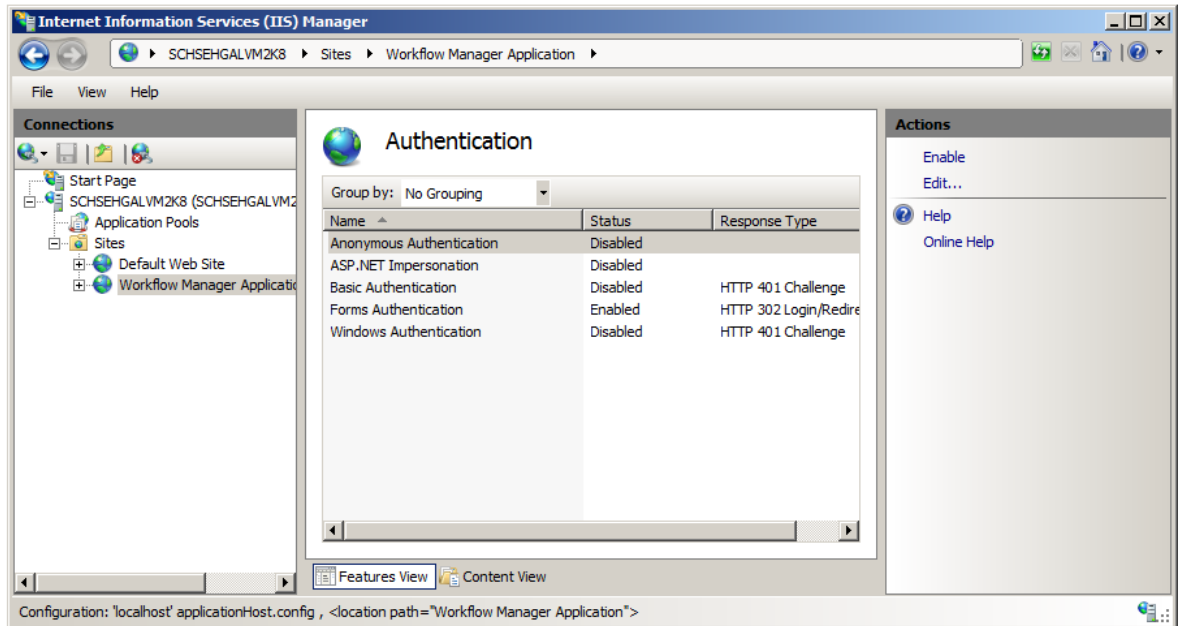 Internet Information Services (IIS) Manager
SCHSEHGALVM2K8 Sites Workflow Manager Application
File View Help
Connections
Start Page
SCHSEHGALVM2K8 (SCHSEHGALVM2
Application Pools
Sites
Default Web Site
Workflow Manager Applicatio
Authentication
Group by: No Grouping
Name Status Response Type
Anonymous Authentication Disabled
ASP.NET Impersonation Disabled
Basic Authentication Disabled HTTP 401 Challenge
Forms Authentication Enabled HTTP 302 Login/Redire
Windows Authentication Disabled HTTP 401 Challenge
Features View Content View
Actions
Enable
Edit...
Help
Online Help
Configuration: 'localhost' applicationHost.config , <location path="Workflow Manager Application">